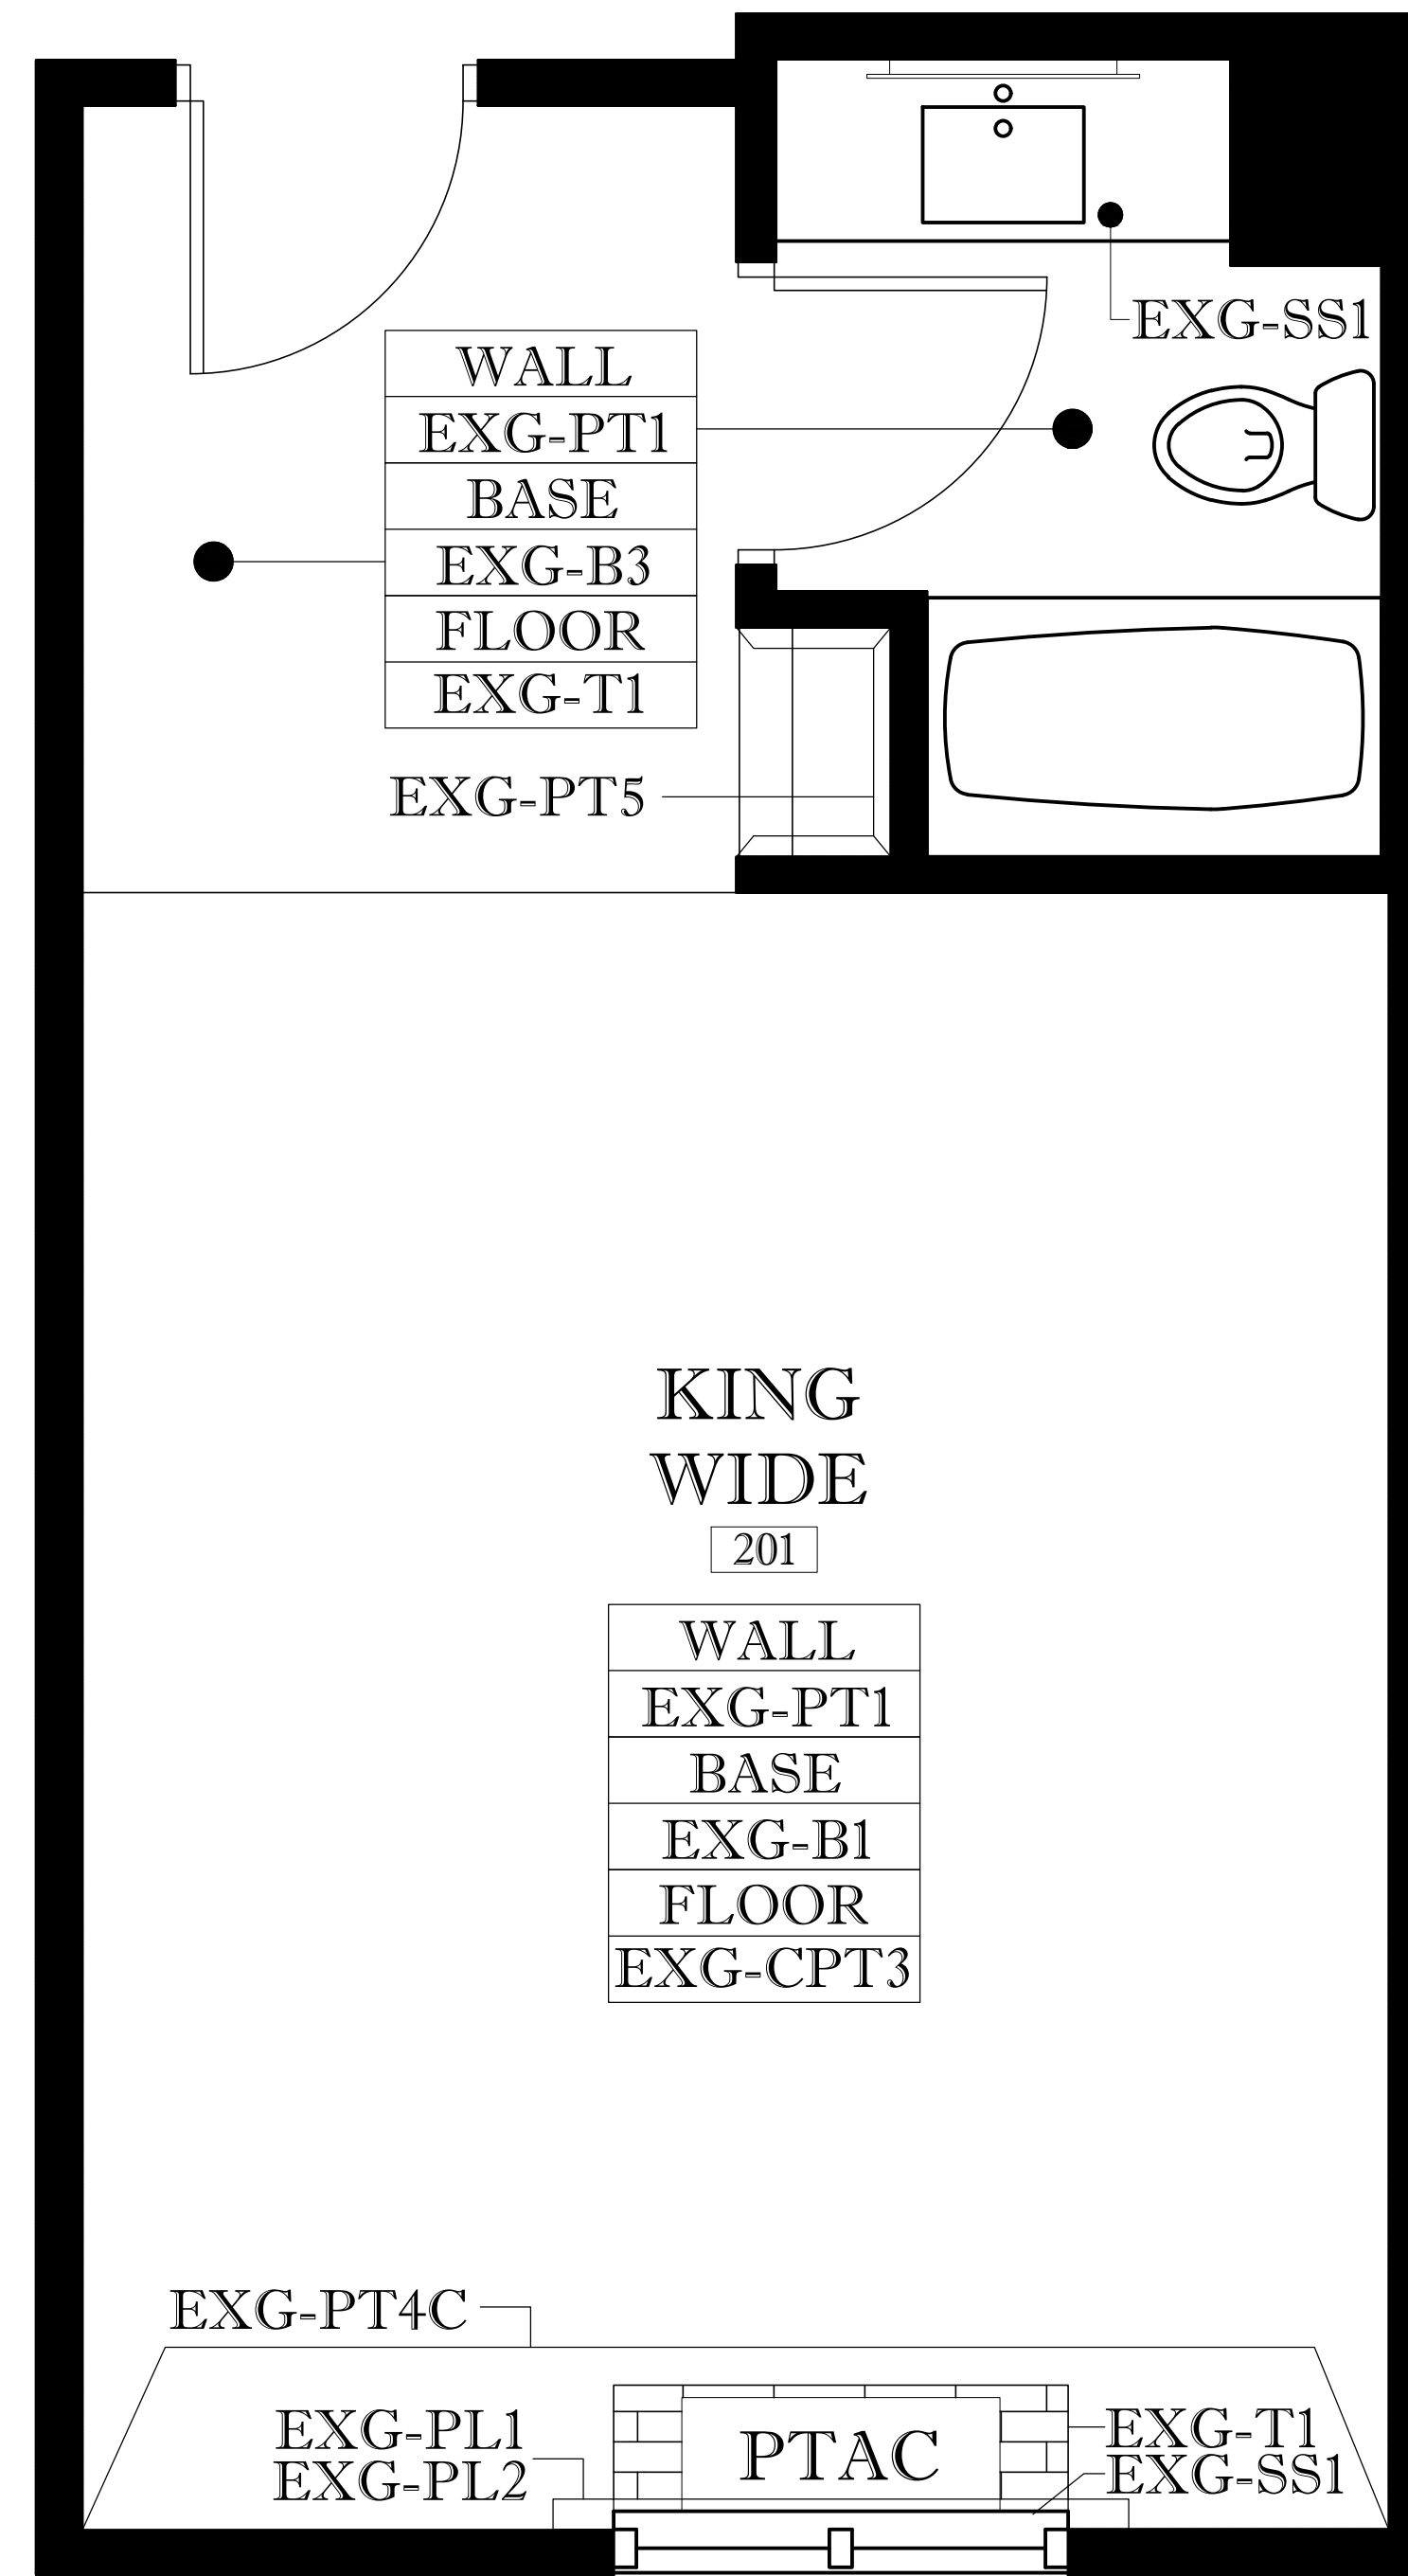 EXG-SS1
WALL
EXG-PT1
BASE
EXG-B3
FLOOR
EXG-T1
EXG-PT5
KING
WIDE
201
WALL
EXG-PT1
BASE
EXG-B1
FLOOR
EXG-CPT3
EXG-PT4C
EXG-PL1
EXG-PL2
PTAC
EXG-T1
EXG-SS1